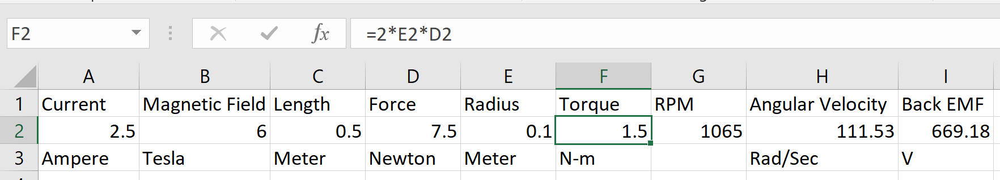 F2 fx =2*E2*D2
A B C D E F G H I
1 Current Magnetic Field Length Force Radius Torque RPM Angular Velocity Back EMF
2 2.5 6 0.5 7.5 0.1 1.5 1065 111.53 669.18
3 Ampere Tesla Meter Newton Meter N-m Rad/Sec V